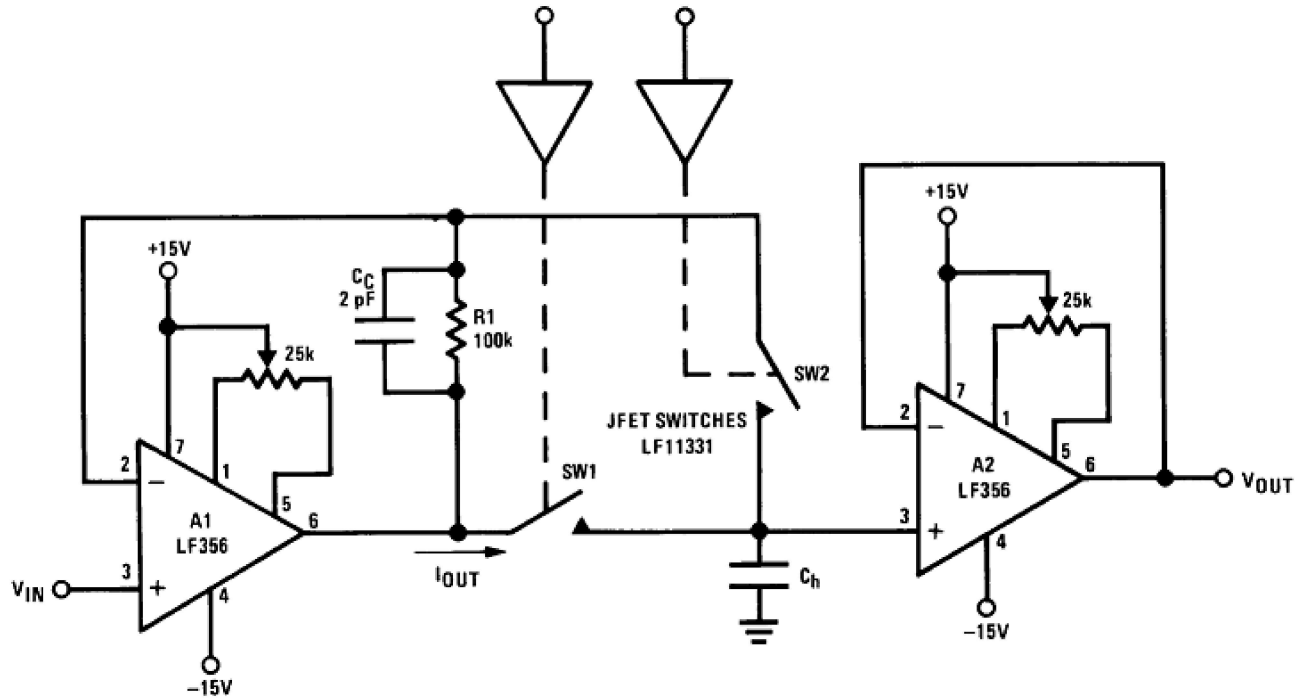 +15V
+15V
25k
C_C
2 pF
R1
100k
25k
SW2
JFET SWITCHES
LF11331
2
7
1
5
6
3
4
A1
LF356
SW1
I_OUT
V_IN
−15V
2
7
1
5
6
3
4
A2
LF356
V_OUT
C_h
−15V